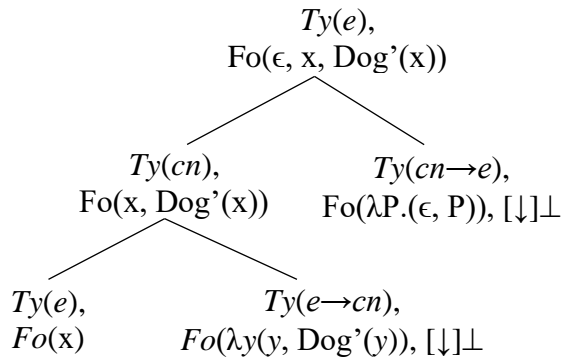 Ty(e),
Fo(ϵ, x, Dog’(x))
Ty(cn),
Fo(x, Dog’(x))
Ty(cn→e),
Fo(λP.(ϵ, P)), [↓]⊥
Ty(e),
Fo(x)
Ty(e→cn),
Fo(λy(y, Dog’(y)), [↓]⊥